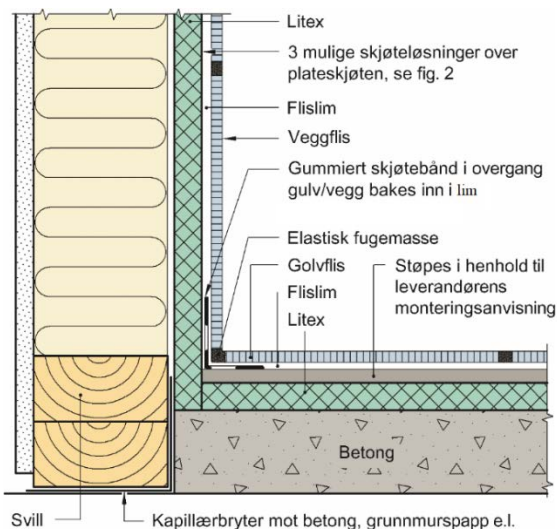 Litex
3 mulige skjøteløsninger over
plateskjøten, se fig. 2
Flislim
Veggflis
Gummiert skjøtebånd i overgang
gulv/vegg bakes inn i lim
Elastisk fugemasse
Golvflis
Flislim
Litex
Støpes i henhold til
leverandørens
monteringsanvisning
Betong
Svill
Kapillærbryter mot betong, grunnmurspapp e.l.